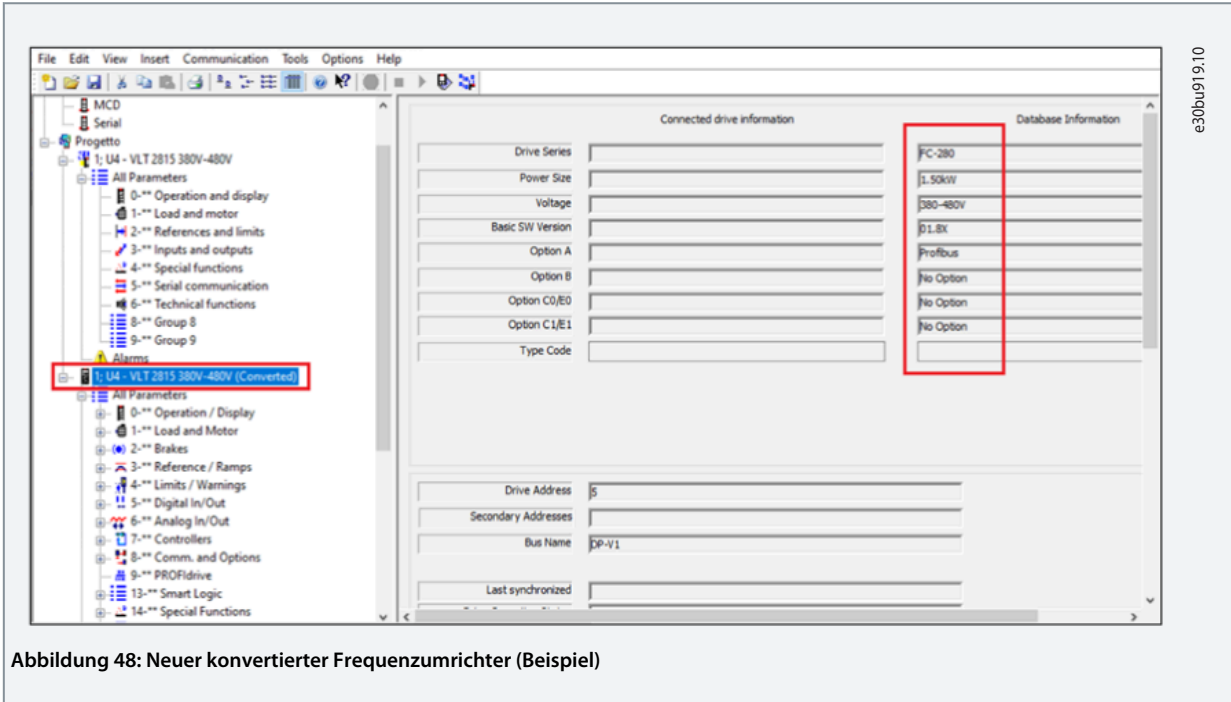 e30bu919.10
File Edit View Insert Communication Tools Options Help
MCD
Serial
Progetto
1; U4 - VLT 2815 380V-480V
All Parameters
0-** Operation and display
1-** Load and motor
2-** References and limits
3-** Inputs and outputs
4-** Special functions
5-** Serial communication
6-** Technical functions
8-** Group 8
9-** Group 9
Alarms
1; U4 - VLT 2815 380V-480V (Converted)
All Parameters
0-** Operation / Display
1-** Load and Motor
2-** Brakes
3-** Reference / Ramps
4-** Limits / Warnings
5-** Digital In/Out
6-** Analog In/Out
7-** Controllers
8-** Comm. and Options
9-** PROFIdrive
13-** Smart Logic
14-** Special Functions
Connected drive information Database Information
Drive Series FC-280
Power Size 1.50kW
Voltage 380-480V
Basic SW Version 01.8X
Option A Profibus
Option B No Option
Option C0/E0 No Option
Option C1/E1 No Option
Type Code
Drive Address 5
Secondary Addresses
Bus Name DP-V1
Last synchronized
Abbildung 48: Neuer konvertierter Frequenzumrichter (Beispiel)